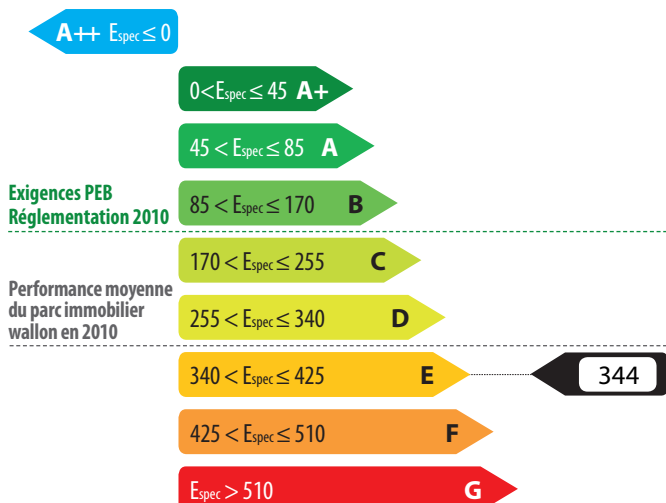 A++ Espec ≤ 0
0<Espec ≤ 45 A+
45 < Espec ≤ 85 A
Exigences PEB
Réglementation 2010
85 < Espec ≤ 170 B
170 < Espec ≤ 255 C
Performance moyenne
du parc immobilier
wallon en 2010
255 < Espec ≤ 340 D
340 < Espec ≤ 425 E
344
425 < Espec ≤ 510 F
Espec > 510 G